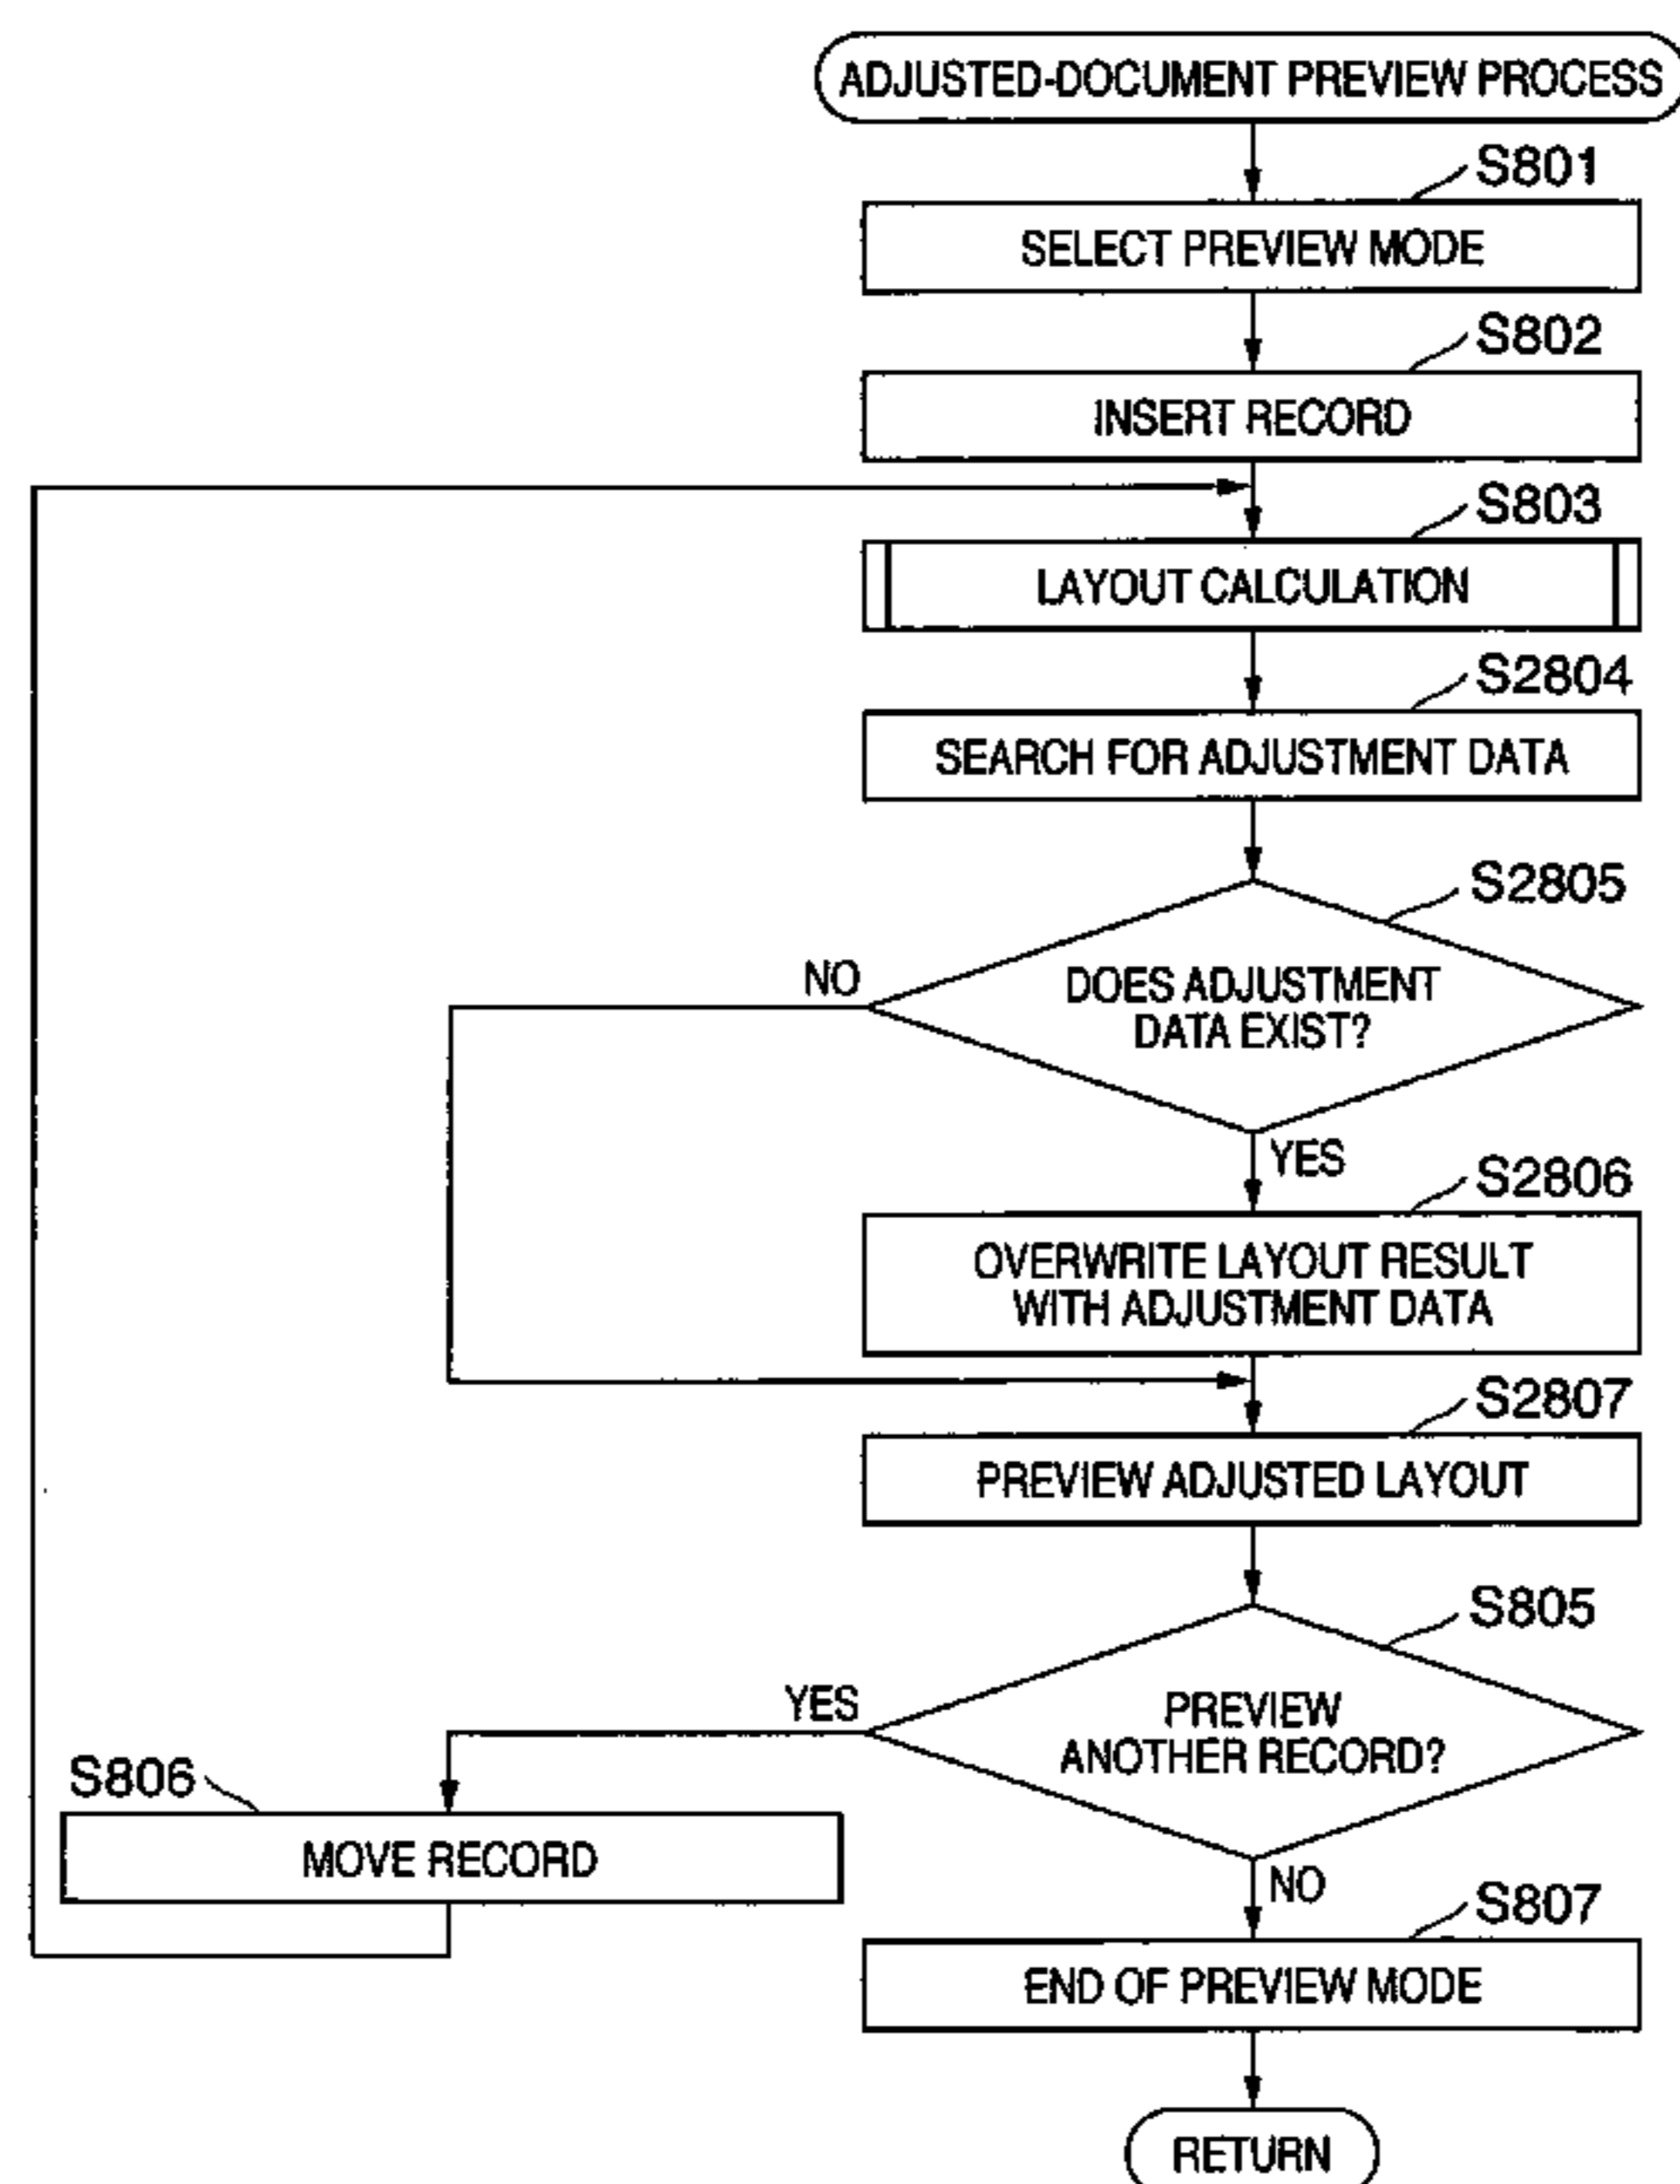 ADJUSTED-DOCUMENT PREVIEW PROCESS
S801
SELECT PREVIEW MODE
S802
INSERT RECORD
S803
LAYOUT CALCULATION
S2804
SEARCH FOR ADJUSTMENT DATA
S2805
NO
DOES ADJUSTMENT
DATA EXIST?
YES
S2806
OVERWRITE LAYOUT RESULT
WITH ADJUSTMENT DATA
S2807
PREVIEW ADJUSTED LAYOUT
S805
YES
PREVIEW
ANOTHER RECORD?
S806
MOVE RECORD
NO
S807
END OF PREVIEW MODE
RETURN